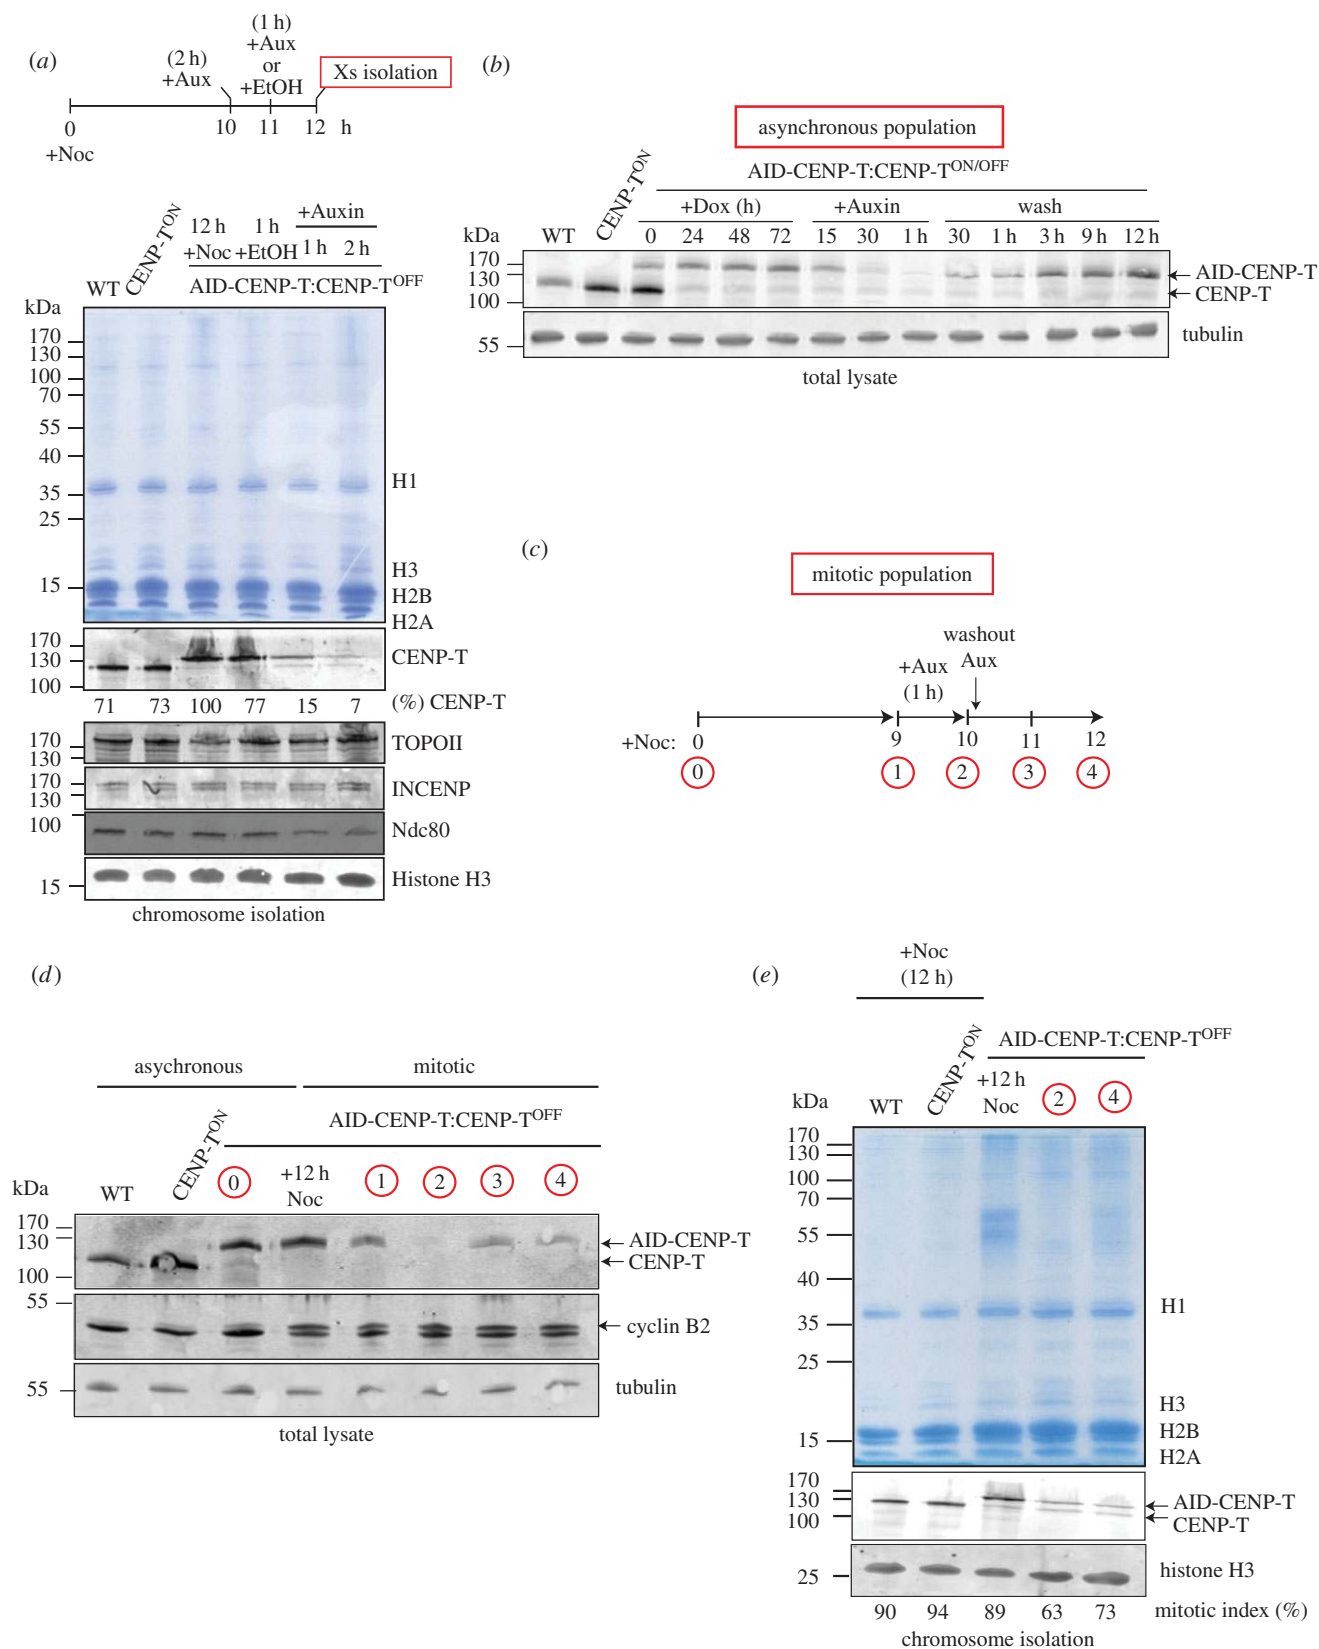 (a)
(1 h)
+Aux
or
+EtOH
(2 h)
+Aux
Xs isolation
0 10 11 12 h
+Noc
WT CENP-T^ON 12 h +Noc 1 h +EtOH +Auxin 1 h 2 h
AID-CENP-T:CENP-T^OFF
kDa
170
130
100
70
55
40
35
25
15
H1
H3
H2B
H2A
170
130
100
CENP-T
71 73 100 77 15 7 (%) CENP-T
170
130
TOPOII
170
130
INCENP
100
Ndc80
15
Histone H3
chromosome isolation
(b)
asynchronous population
AID-CENP-T:CENP-T^ON/OFF
+Dox (h) +Auxin wash
kDa WT CENP-T^ON 0 24 48 72 15 30 1 h 30 1 h 3 h 9 h 12 h
170
130
100
AID-CENP-T
CENP-T
55
tubulin
total lysate
(c)
mitotic population
washout
Aux
+Aux
(1 h)
+Noc: 0 9 10 11 12
0 1 2 3 4
(d)
asychronous mitotic
AID-CENP-T:CENP-T^OFF
kDa WT CENP-T^ON 0 +12 h Noc 1 2 3 4
170
130
100
AID-CENP-T
CENP-T
55
cyclin B2
55
tubulin
total lysate
(e)
+Noc
(12 h)
AID-CENP-T:CENP-T^OFF
kDa WT CENP-T^ON +12 h Noc 2 4
170
130
100
70
55
40
35
25
15
H1
H3
H2B
H2A
170
130
100
AID-CENP-T
CENP-T
25
histone H3
90 94 89 63 73 mitotic index (%)
chromosome isolation